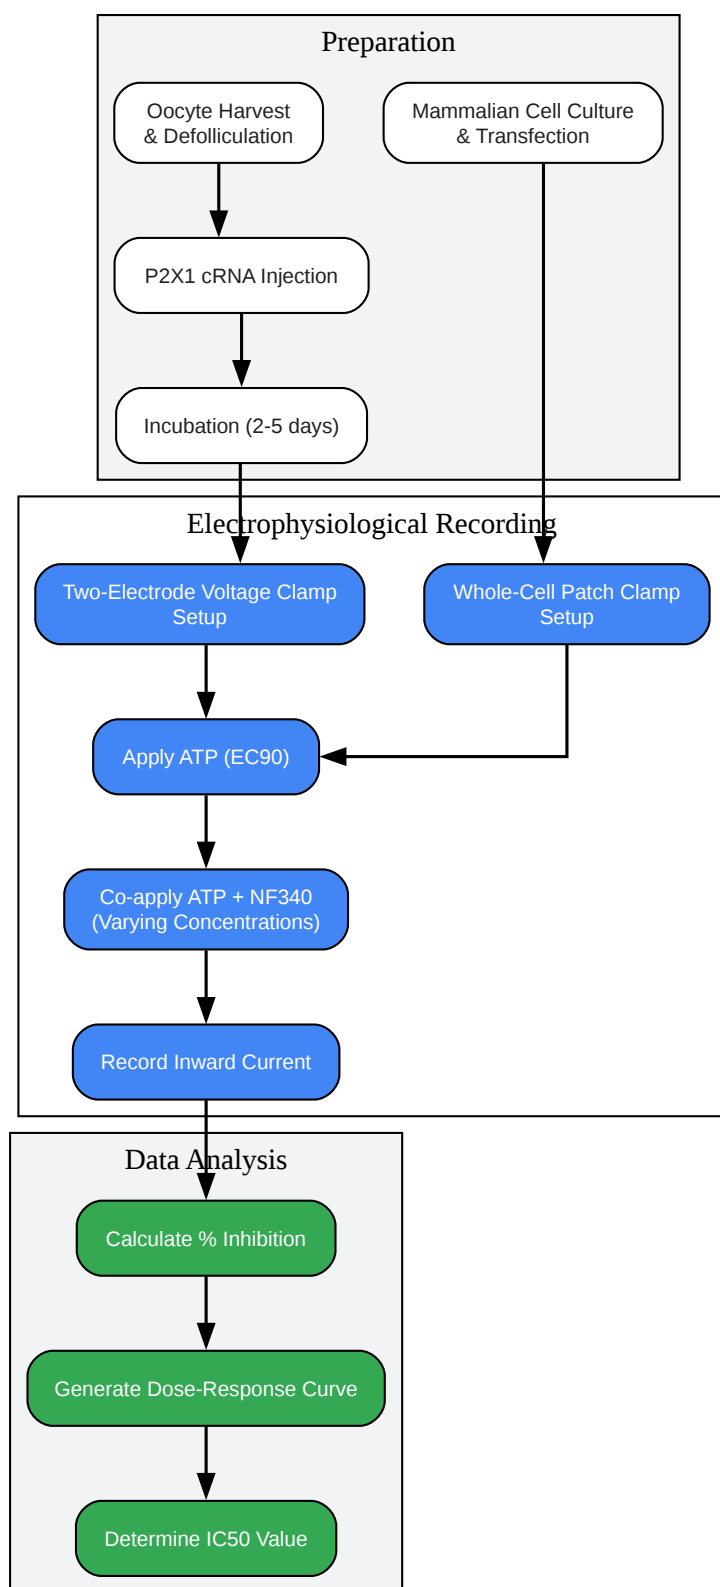 Preparation
Oocyte Harvest
& Defolliculation
Mammalian Cell Culture
& Transfection
P2X1 cRNA Injection
Incubation (2-5 days)
Electrophysiological Recording
Two-Electrode Voltage Clamp
Setup
Whole-Cell Patch Clamp
Setup
Apply ATP (EC90)
Co-apply ATP + NF340
(Varying Concentrations)
Record Inward Current
Data Analysis
Calculate % Inhibition
Generate Dose-Response Curve
Determine IC50 Value